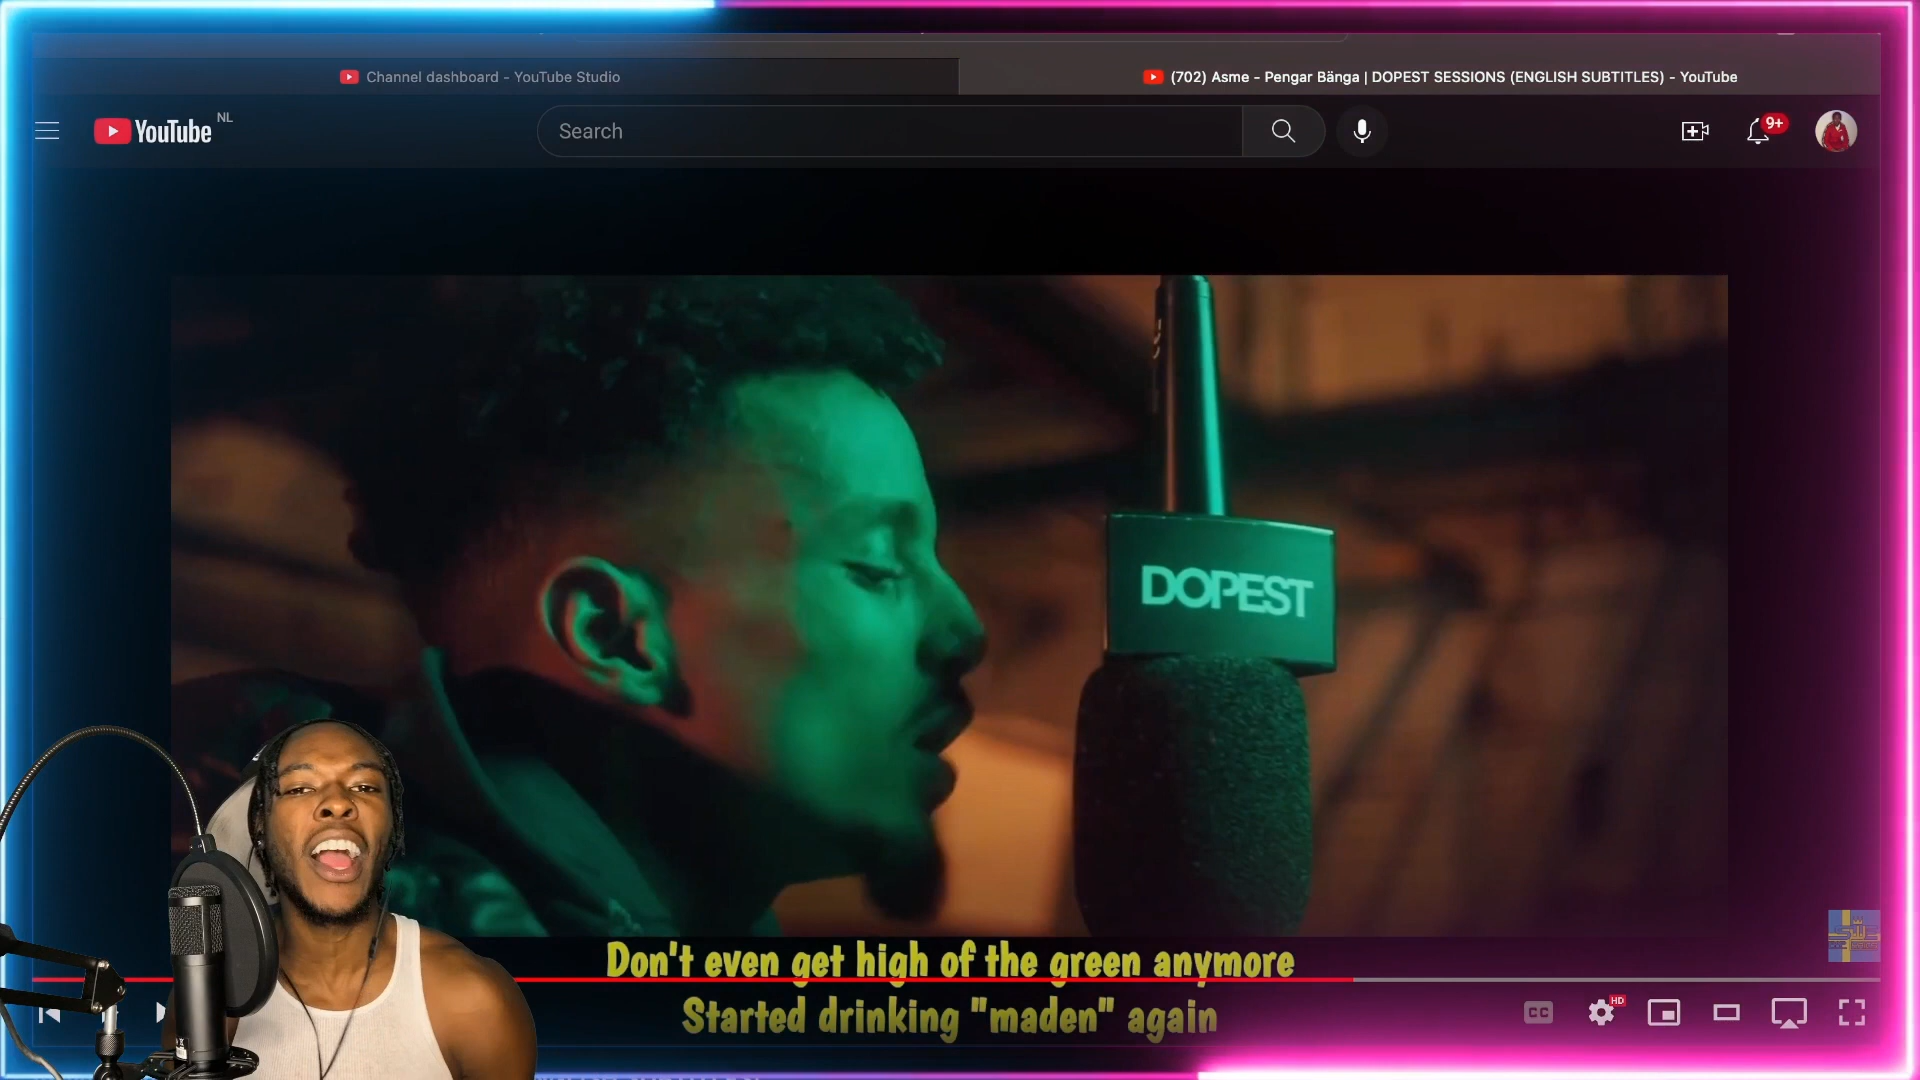 Channel dashboard - YouTube Studio
(702) Asme - Pengar Bänga | DOPEST SESSIONS (ENGLISH SUBTITLES) - YouTube
YouTube NL
Search
9+
DOPEST
Don't even get high of the green anymore
Started drinking "maden" again
CC
HD